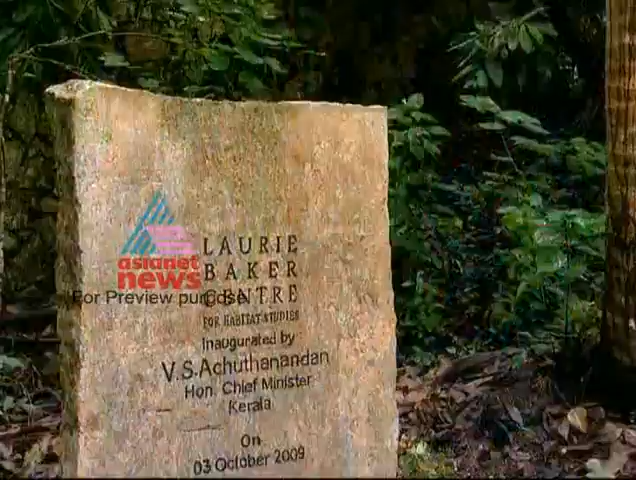 LAURIE
BAKER
CENTRE
FOR HABITAT STUDIES
Inaugurated by
V.S.Achuthanandan
Hon. Chief Minister
Kerala
On
03 October 2009
asianet
news
For Preview purpose